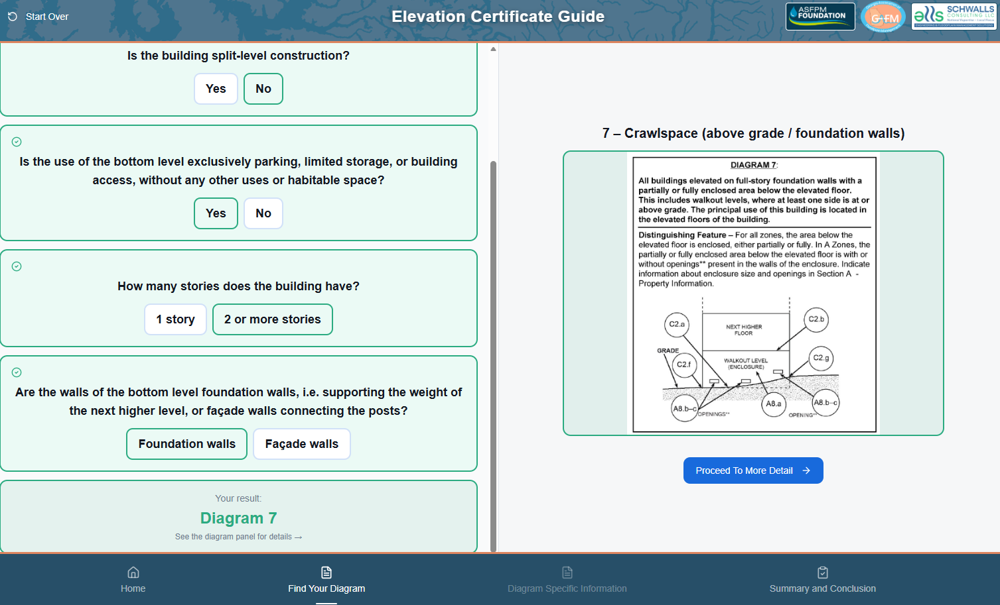 Start Over
Elevation Certificate Guide
ASFPM
FOUNDATION
G FM
alls
SCHWALLS
CONSULTING LLC
Is the building split-level construction?
Yes
No
Is the use of the bottom level exclusively parking, limited storage, or building
access, without any other uses or habitable space?
Yes
No
How many stories does the building have?
1 story
2 or more stories
Are the walls of the bottom level foundation walls, i.e. supporting the weight of
the next higher level, or façade walls connecting the posts?
Foundation walls
Façade walls
Your result:
Diagram 7
See the diagram panel for details →
7 – Crawlspace (above grade / foundation walls)
DIAGRAM 7:
All buildings elevated on full-story foundation walls with a
partially or fully enclosed area below the elevated floor.
This includes walkout levels, where at least one side is at or
above grade. The principal use of this building is located in
the elevated floors of the building.
Distinguishing Feature – For all zones, the area below the
elevated floor is enclosed, either partially or fully. In A Zones, the
partially or fully enclosed area below the elevated floor is with or
without openings** present in the walls of the enclosure. Indicate
information about enclosure size and openings in Section A -
Property Information.
C2.a
NEXT HIGHER
FLOOR
C2.b
GRADE
C2.f
WALKOUT LEVEL
(ENCLOSURE)
C2.g
A8.b–c
OPENINGS**
A8.a
OPENING**
A8.b–c
Proceed To More Detail →
Home
Find Your Diagram
Diagram Specific Information
Summary and Conclusion